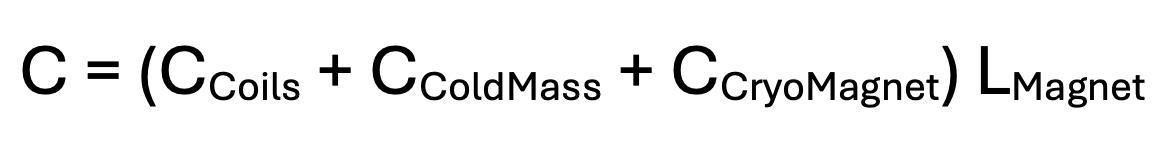 C = (C_Coils + C_ColdMass + C_CryoMagnet) L_Magnet